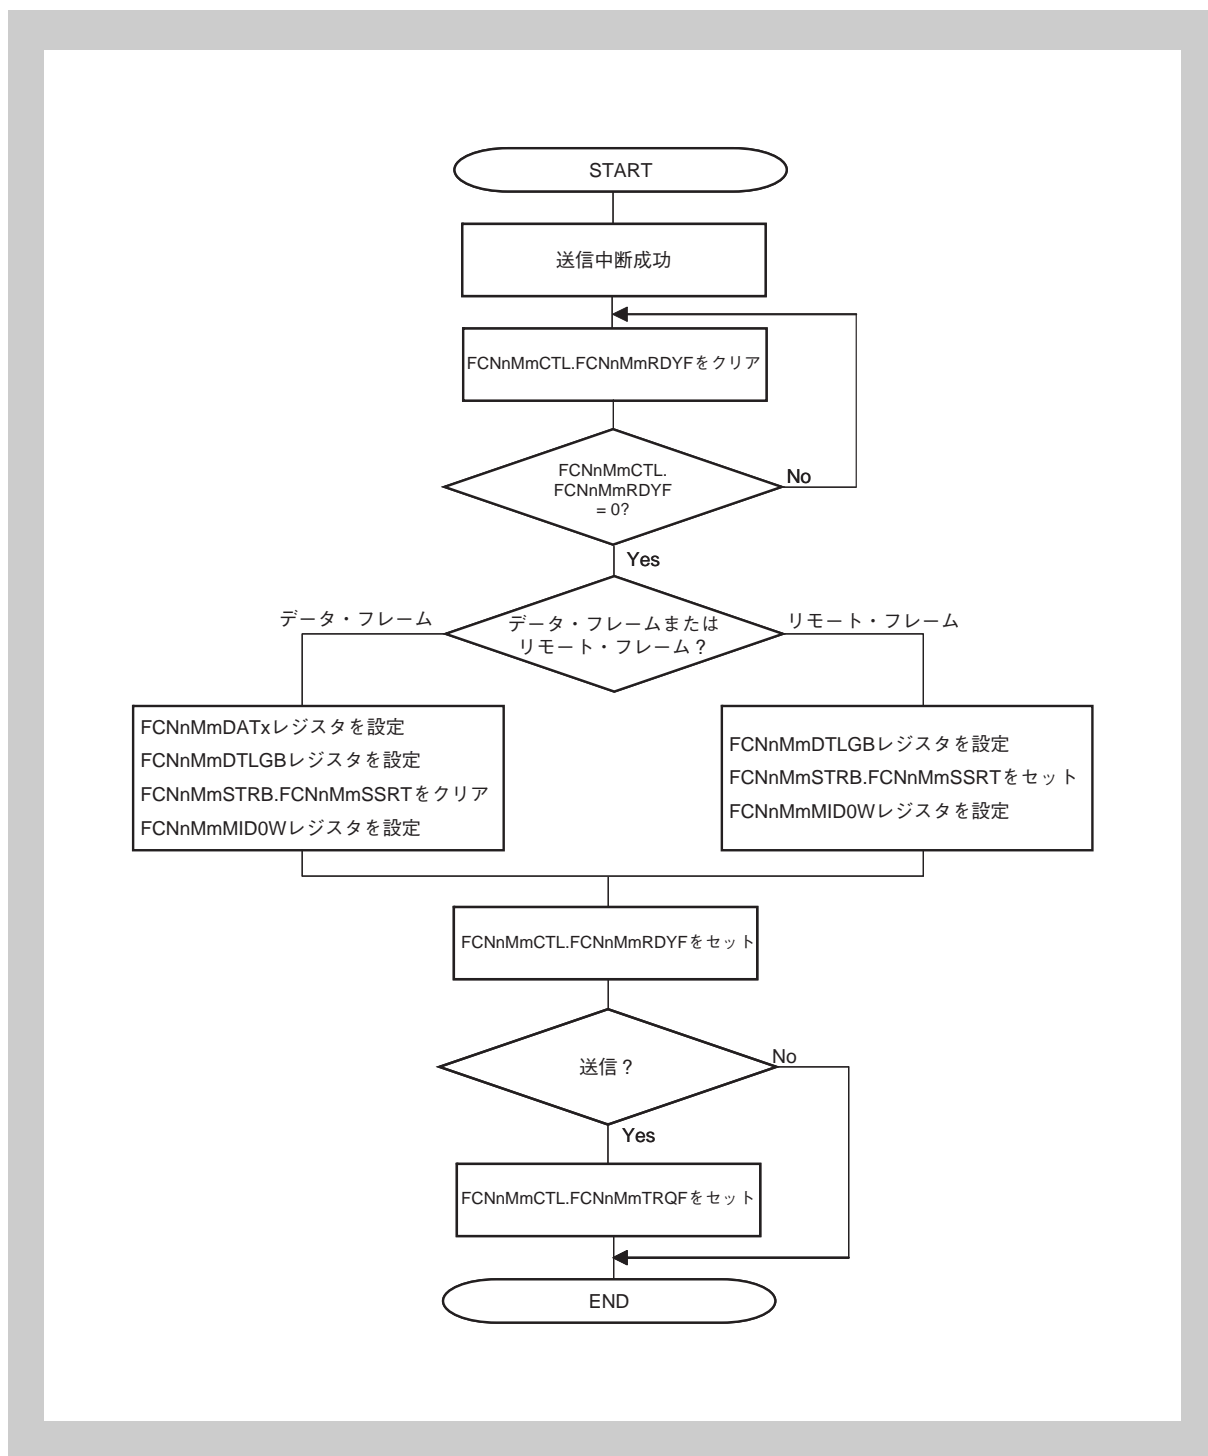 START
送信中断成功
FCNnMmCTL.FCNnMmRDYFをクリア
FCNnMmCTL.
FCNnMmRDYF
= 0?
No
Yes
データ・フレーム
データ・フレームまたは
リモート・フレーム？
リモート・フレーム
FCNnMmDATxレジスタを設定
FCNnMmDTLGBレジスタを設定
FCNnMmSTRB.FCNnMmSSRTをクリア
FCNnMmMID0Wレジスタを設定
FCNnMmDTLGBレジスタを設定
FCNnMmSTRB.FCNnMmSSRTをセット
FCNnMmMID0Wレジスタを設定
FCNnMmCTL.FCNnMmRDYFをセット
送信？
No
Yes
FCNnMmCTL.FCNnMmTRQFをセット
END